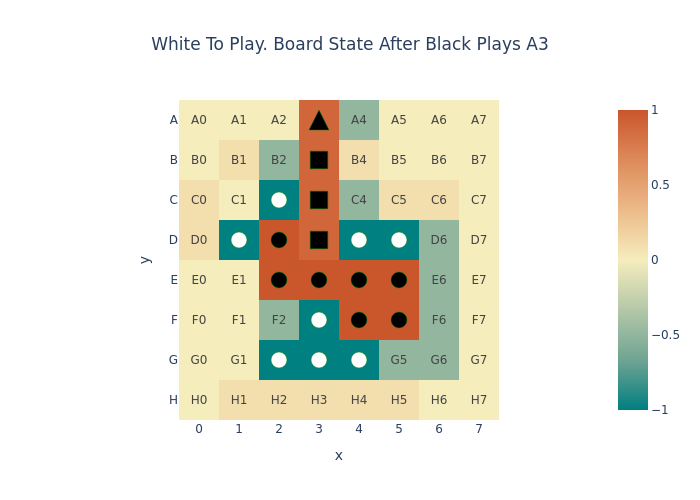 White To Play. Board State After Black Plays A3
A A0 A1 A2 A4 A5 A6 A7
B B0 B1 B2 B4 B5 B6 B7
C C0 C1 C4 C5 C6 C7
D D0 D6 D7
E E0 E1 E6 E7
F F0 F1 F2 F6 F7
G G0 G1 G5 G6 G7
H H0 H1 H2 H3 H4 H5 H6 H7
0 1 2 3 4 5 6 7
x
y
1
0.5
0
−0.5
−1